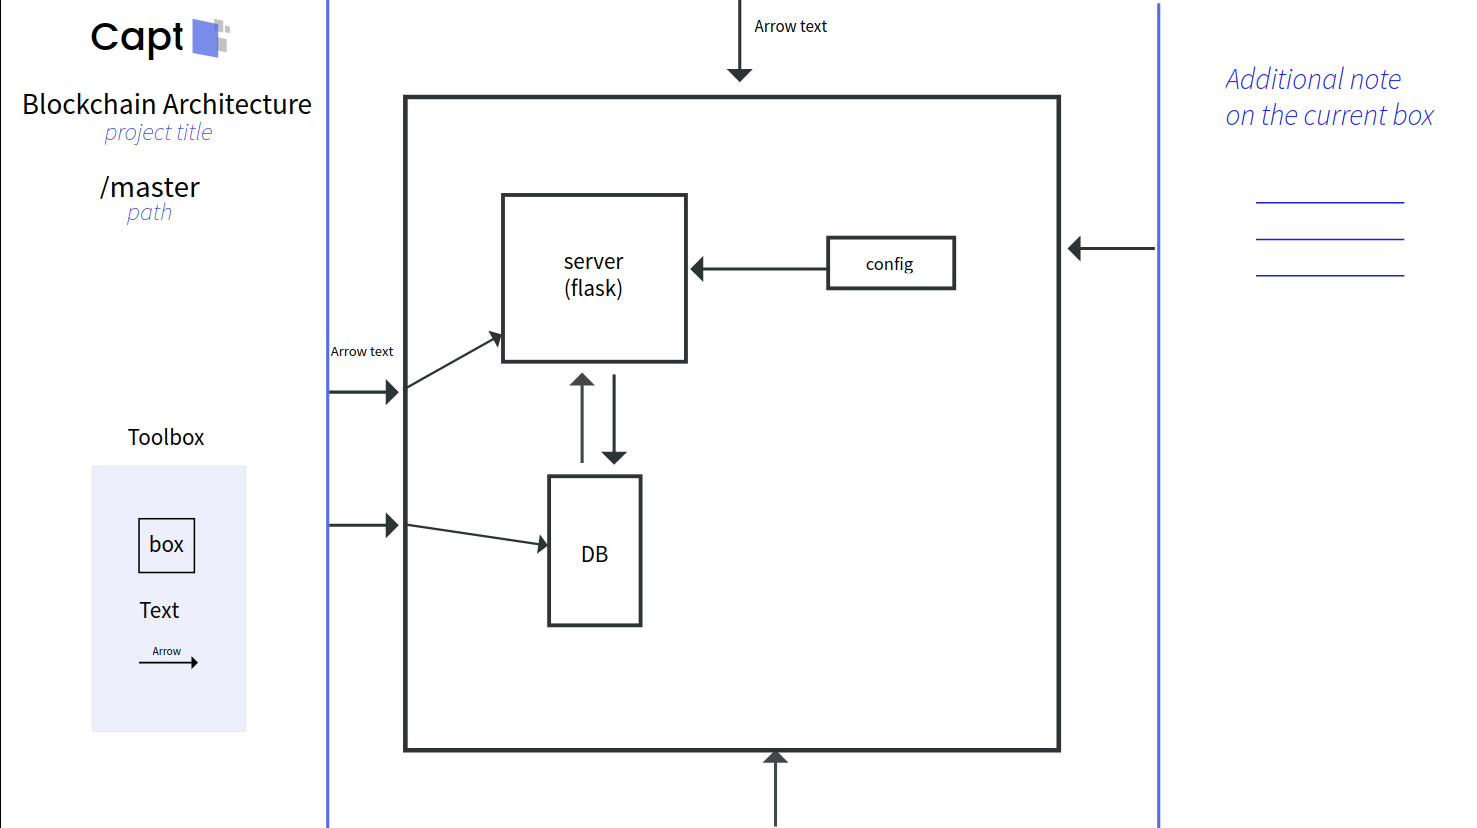 Capt
Blockchain Architecture
project title
/master
path
Toolbox
box
Text
Arrow
Arrow text
Arrow text
server
(flask)
config
DB
Additional note
on the current box